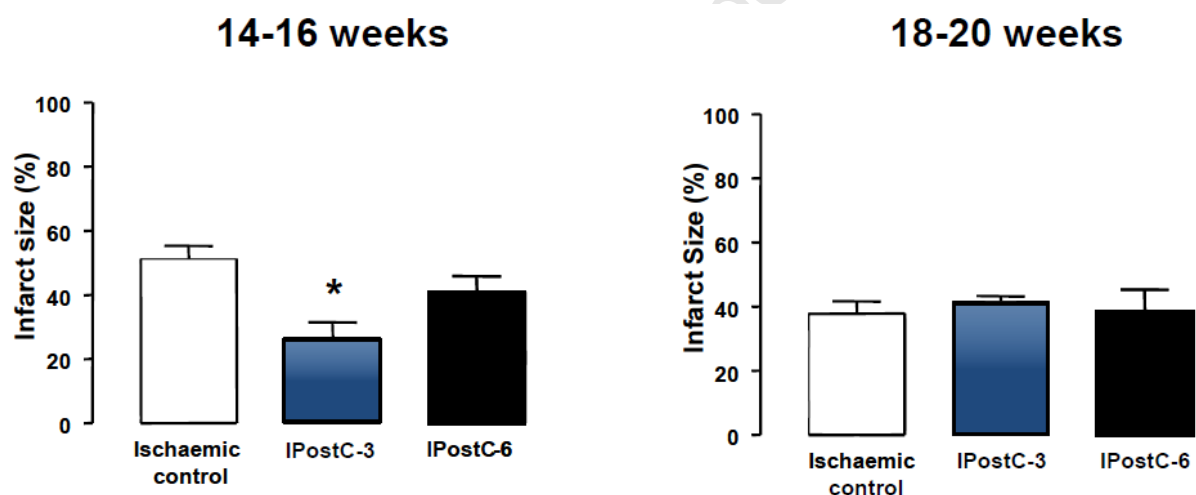 14-16 weeks
Infarct size (%)
100
80
60
40
20
0
*
Ischaemic
control
IPostC-3
IPostC-6
18-20 weeks
Infarct Size (%)
100
80
60
40
20
0
Ischaemic
control
IPostC-3
IPostC-6